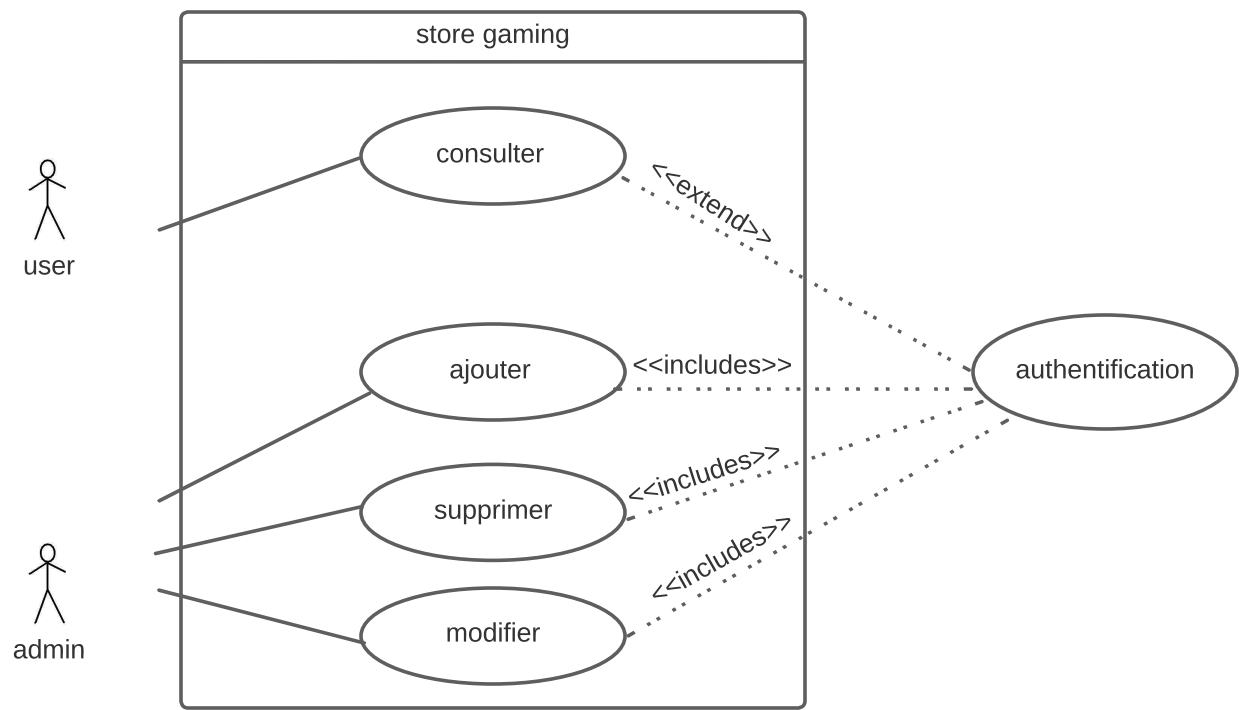 store gaming
consulter
<<extend>>
user
ajouter
<<includes>>
authentification
supprimer
<<includes>>
modifier
<<includes>>
admin